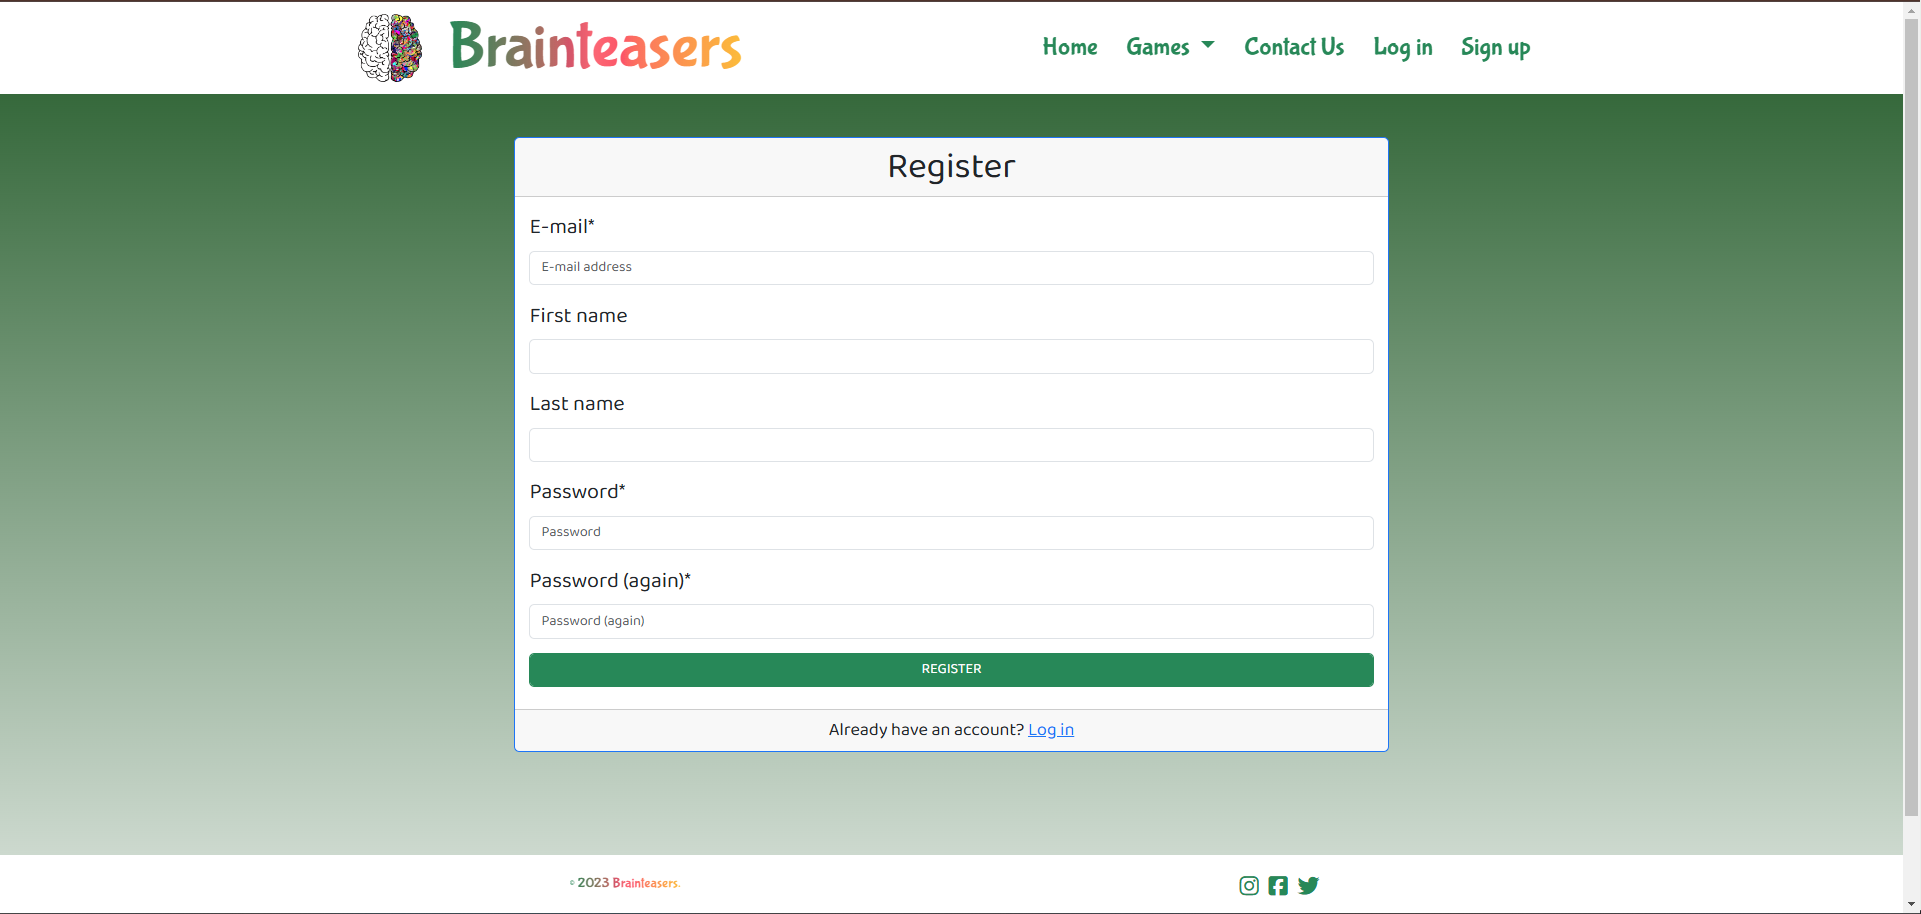 Brainteasers
Home Games Contact Us Log in Sign up
Register
E-mail*
E-mail address
First name
Last name
Password*
Password
Password (again)*
Password (again)
REGISTER
Already have an account? Log in
© 2023 Brainteasers.